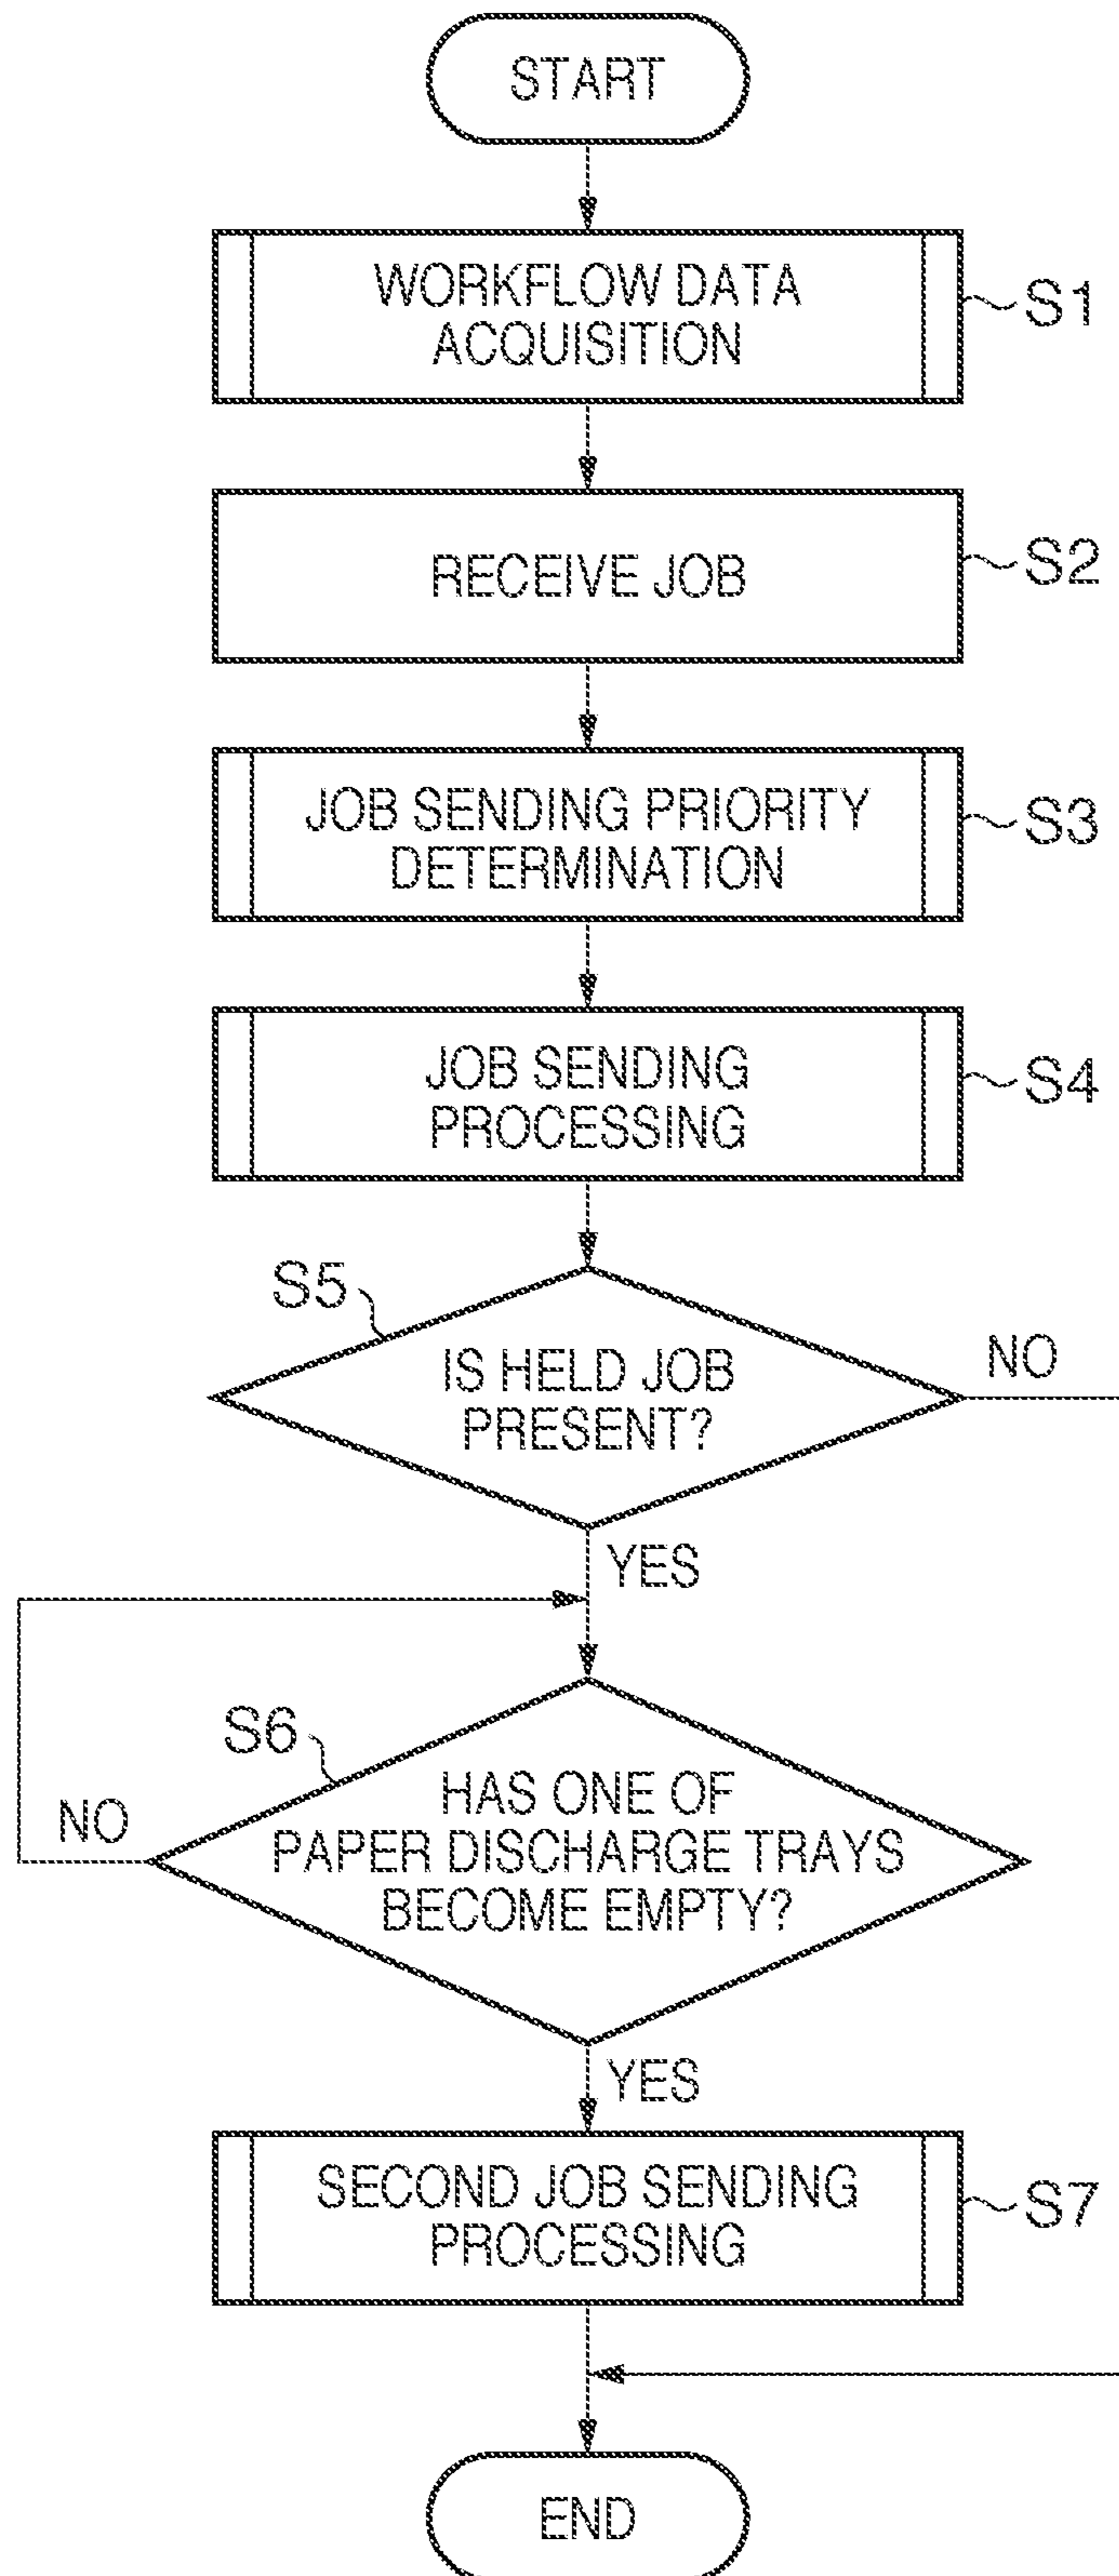 START
WORKFLOW DATA
ACQUISITION
S1
RECEIVE JOB
S2
JOB SENDING PRIORITY
DETERMINATION
S3
JOB SENDING
PROCESSING
S4
S5
IS HELD JOB
PRESENT?
NO
YES
S6
HAS ONE OF
PAPER DISCHARGE TRAYS
BECOME EMPTY?
NO
YES
SECOND JOB SENDING
PROCESSING
S7
END